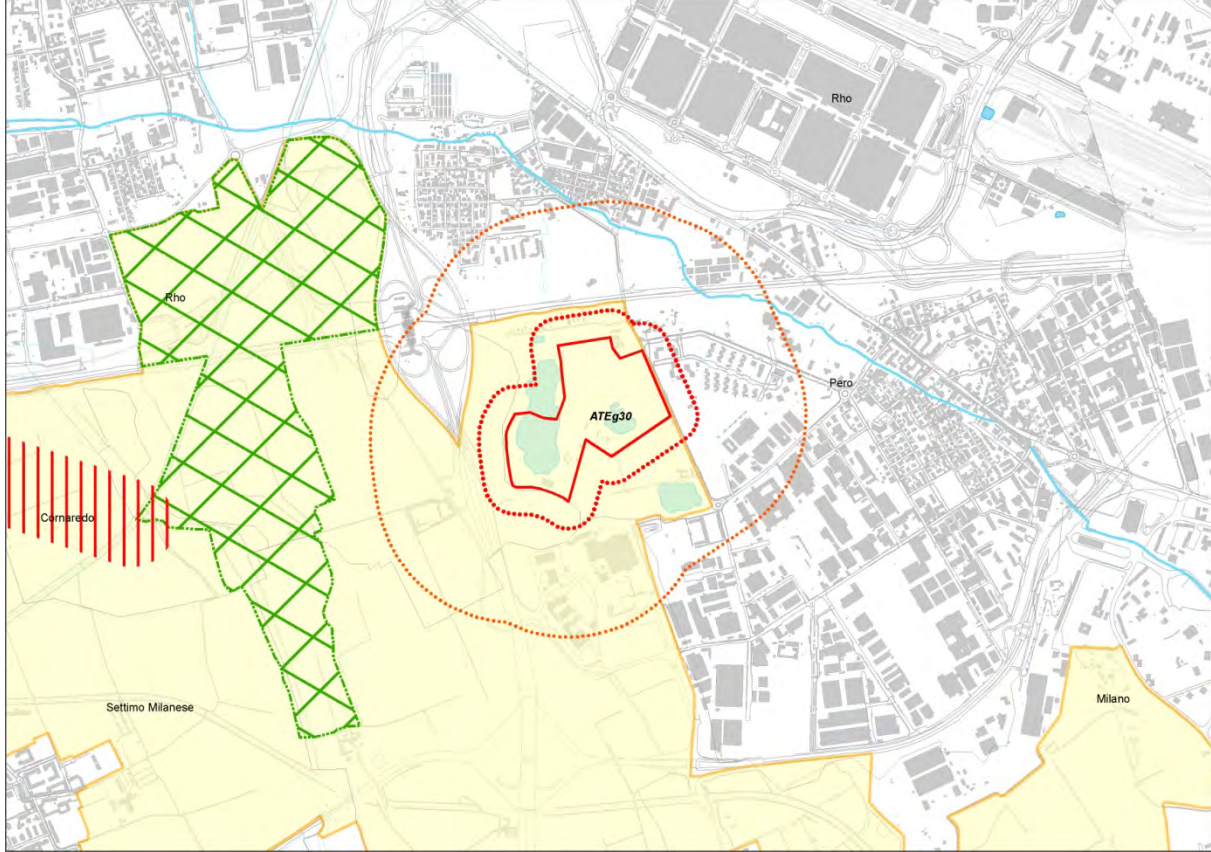 Rho
Rho
Pero
ATEg30
Cornaredo
Settimo Milanese
Milano